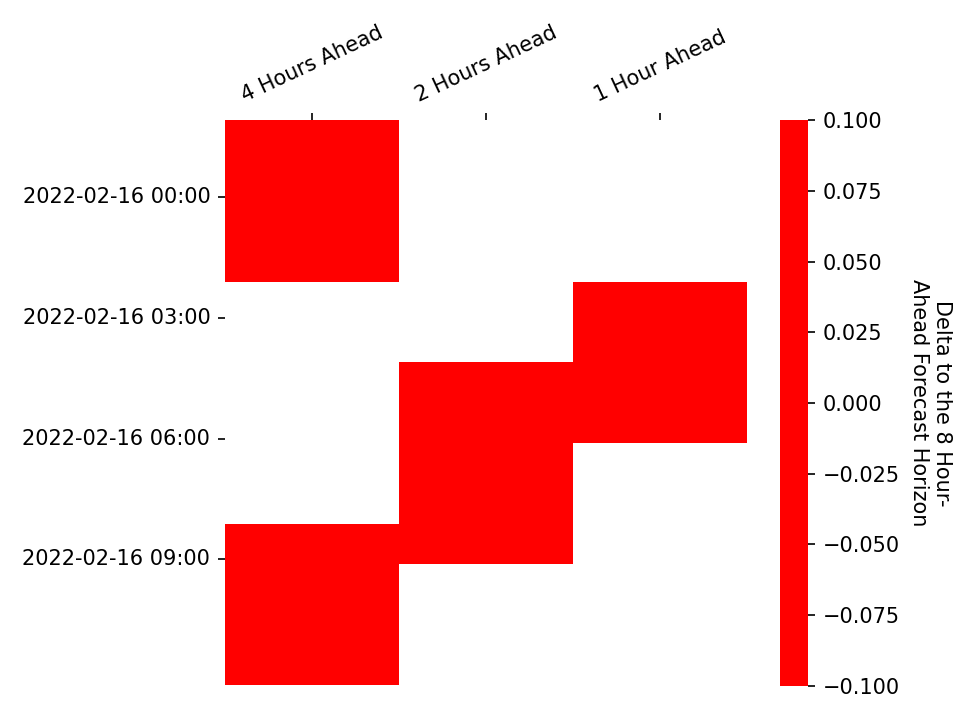 4 Hours Ahead
2 Hours Ahead
1 Hour Ahead
2022-02-16 00:00
2022-02-16 03:00
2022-02-16 06:00
2022-02-16 09:00
0.100
0.075
0.050
0.025
0.000
−0.025
−0.050
−0.075
−0.100
Delta to the 8 Hour-
Ahead Forecast Horizon